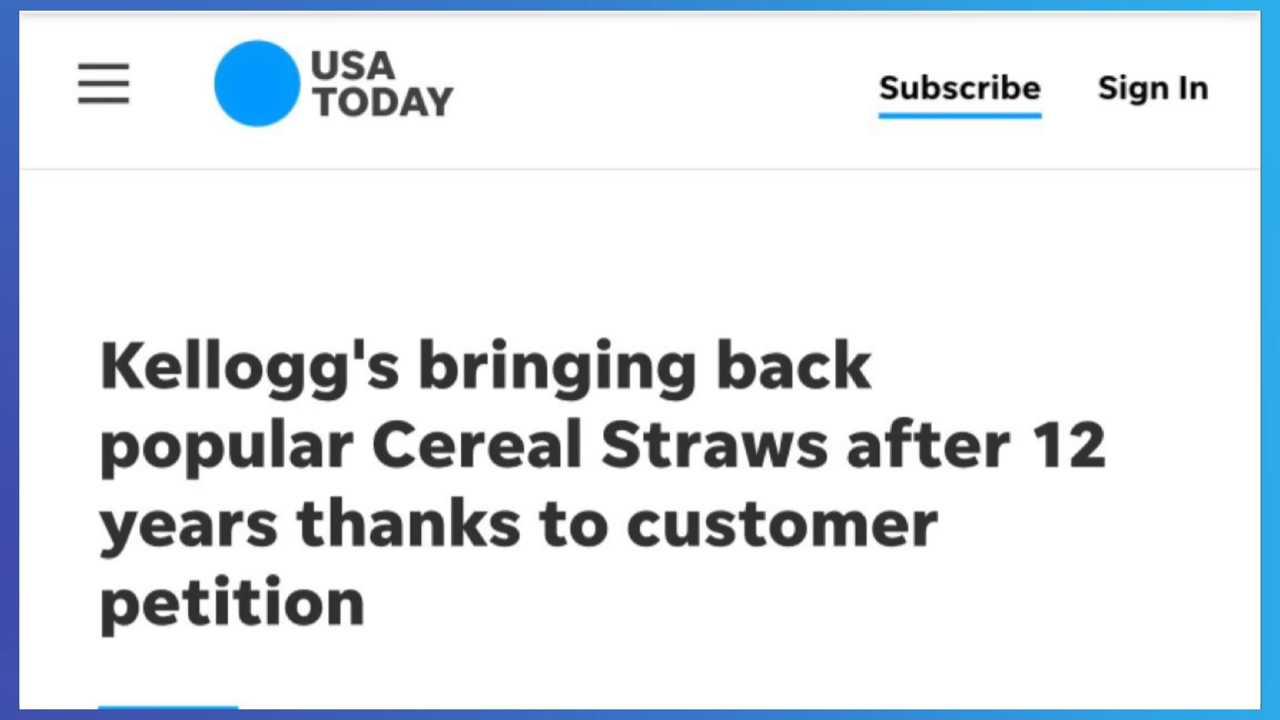 USA
TODAY
Subscribe
Sign In
Kellogg's bringing back
popular Cereal Straws after 12
years thanks to customer
petition